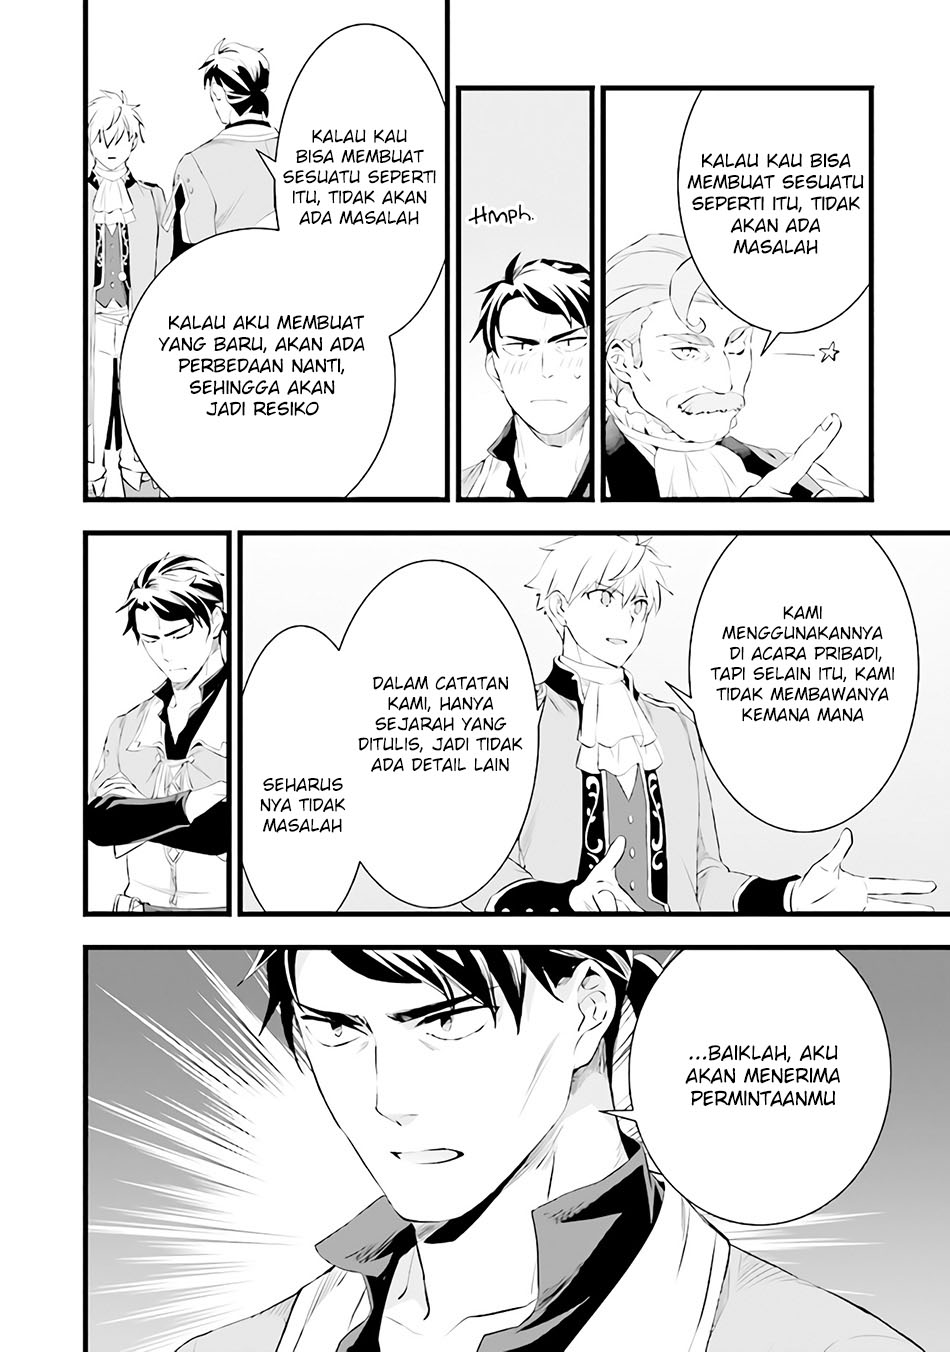 KALAU KAU BISA
MEMBUAT SESUATU
SEPERTI ITU, TIDAK
AKAN ADA
MASALAH
HMPH.
KALAU KAU
BISA MEMBUAT
SESUATU SEPERTI
ITU, TIDAK AKAN
ADA MASALAH
KALAU AKU MEMBUAT
YANG BARU, AKAN ADA
PERBEDAAN NANTI,
SEHINGGA AKAN
JADI RESIKO
KAMI
MENGGUNAKANNYA
DI ACARA PRIBADI,
TAPI SELAIN ITU, KAMI
TIDAK MEMBAWANYA
KEMANA MANA
DALAM CATATAN
KAMI, HANYA
SEJARAH YANG
DITULIS, JADI TIDAK
ADA DETAIL LAIN
SEHARUS
NYA TIDAK
MASALAH
...BAIKLAH, AKU
AKAN MENERIMA
PERMINTAANMU